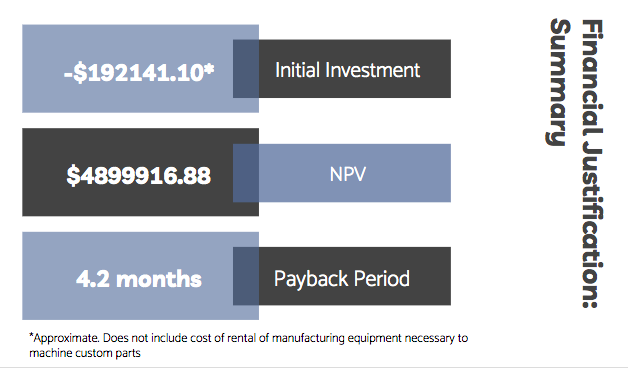 Financial Justification:
Summary
-$192141.10*
Initial Investment
$4899916.88
NPV
4.2 months
Payback Period
*Approximate. Does not include cost of rental of manufacturing equipment necessary to
machine custom parts